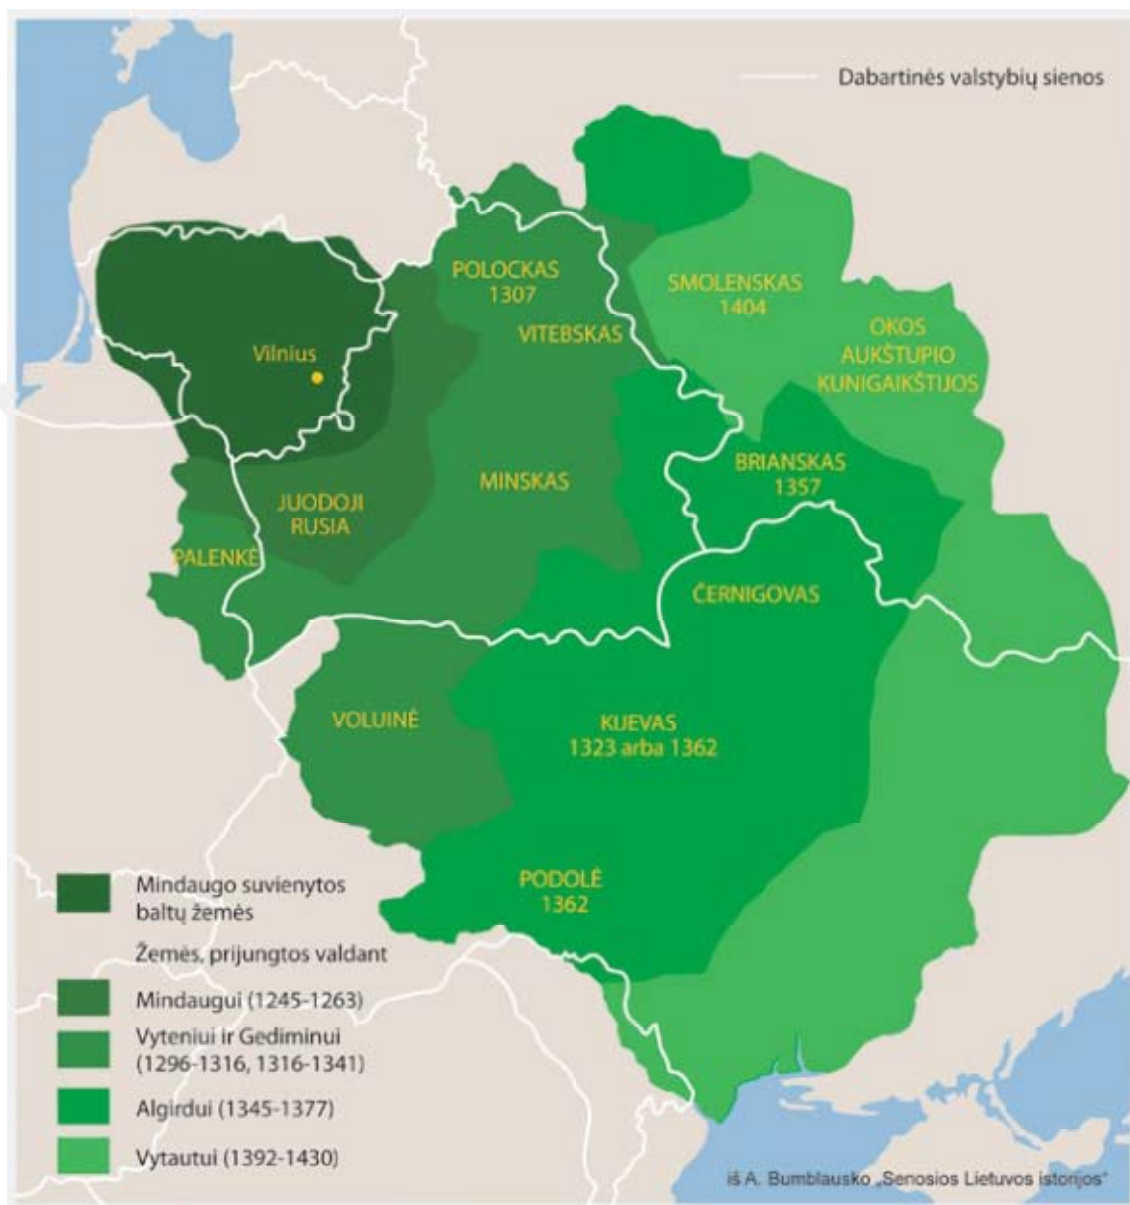 Dabartinės valstybių sienos
POLOCKAS
1307
VITEBSKAS
SMOLENSKAS
1404
OKOS
AUKŠTUPIO
KUNIGAIKŠTIJOS
Vilnius
BRIANSKAS
1357
MINSKAS
JUODOJI
RUSIA
PALENKĖ
ČERNIGOVAS
VOLUINĖ
KIJEVAS
1323 arba 1362
PODOLĖ
1362
Mindaugo suvienytos
baltų žemės
Žemės, prijungtos valdant
Mindaugui (1245-1263)
Vyteniui ir Gediminui
(1296-1316, 1316-1341)
Algirdui (1345-1377)
Vytautui (1392-1430)
iš A. Bumblausko „Senosios Lietuvos istorijos“